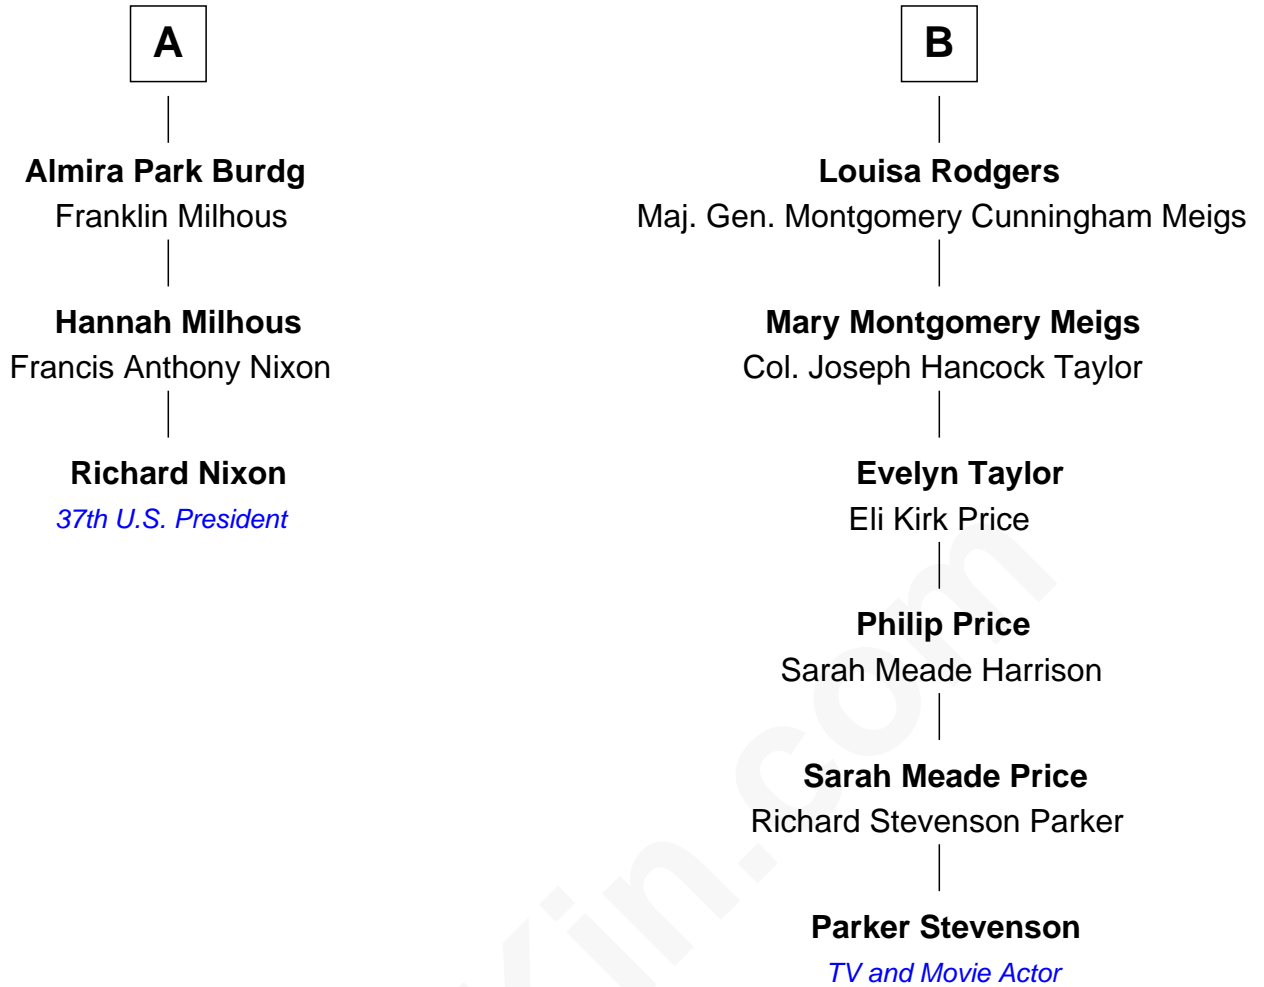 A
Almira Park Burdg
Franklin Milhous
Hannah Milhous
Francis Anthony Nixon
Richard Nixon
37th U.S. President
B
Louisa Rodgers
Maj. Gen. Montgomery Cunningham Meigs
Mary Montgomery Meigs
Col. Joseph Hancock Taylor
Evelyn Taylor
Eli Kirk Price
Philip Price
Sarah Meade Harrison
Sarah Meade Price
Richard Stevenson Parker
Parker Stevenson
TV and Movie Actor
Kin.com